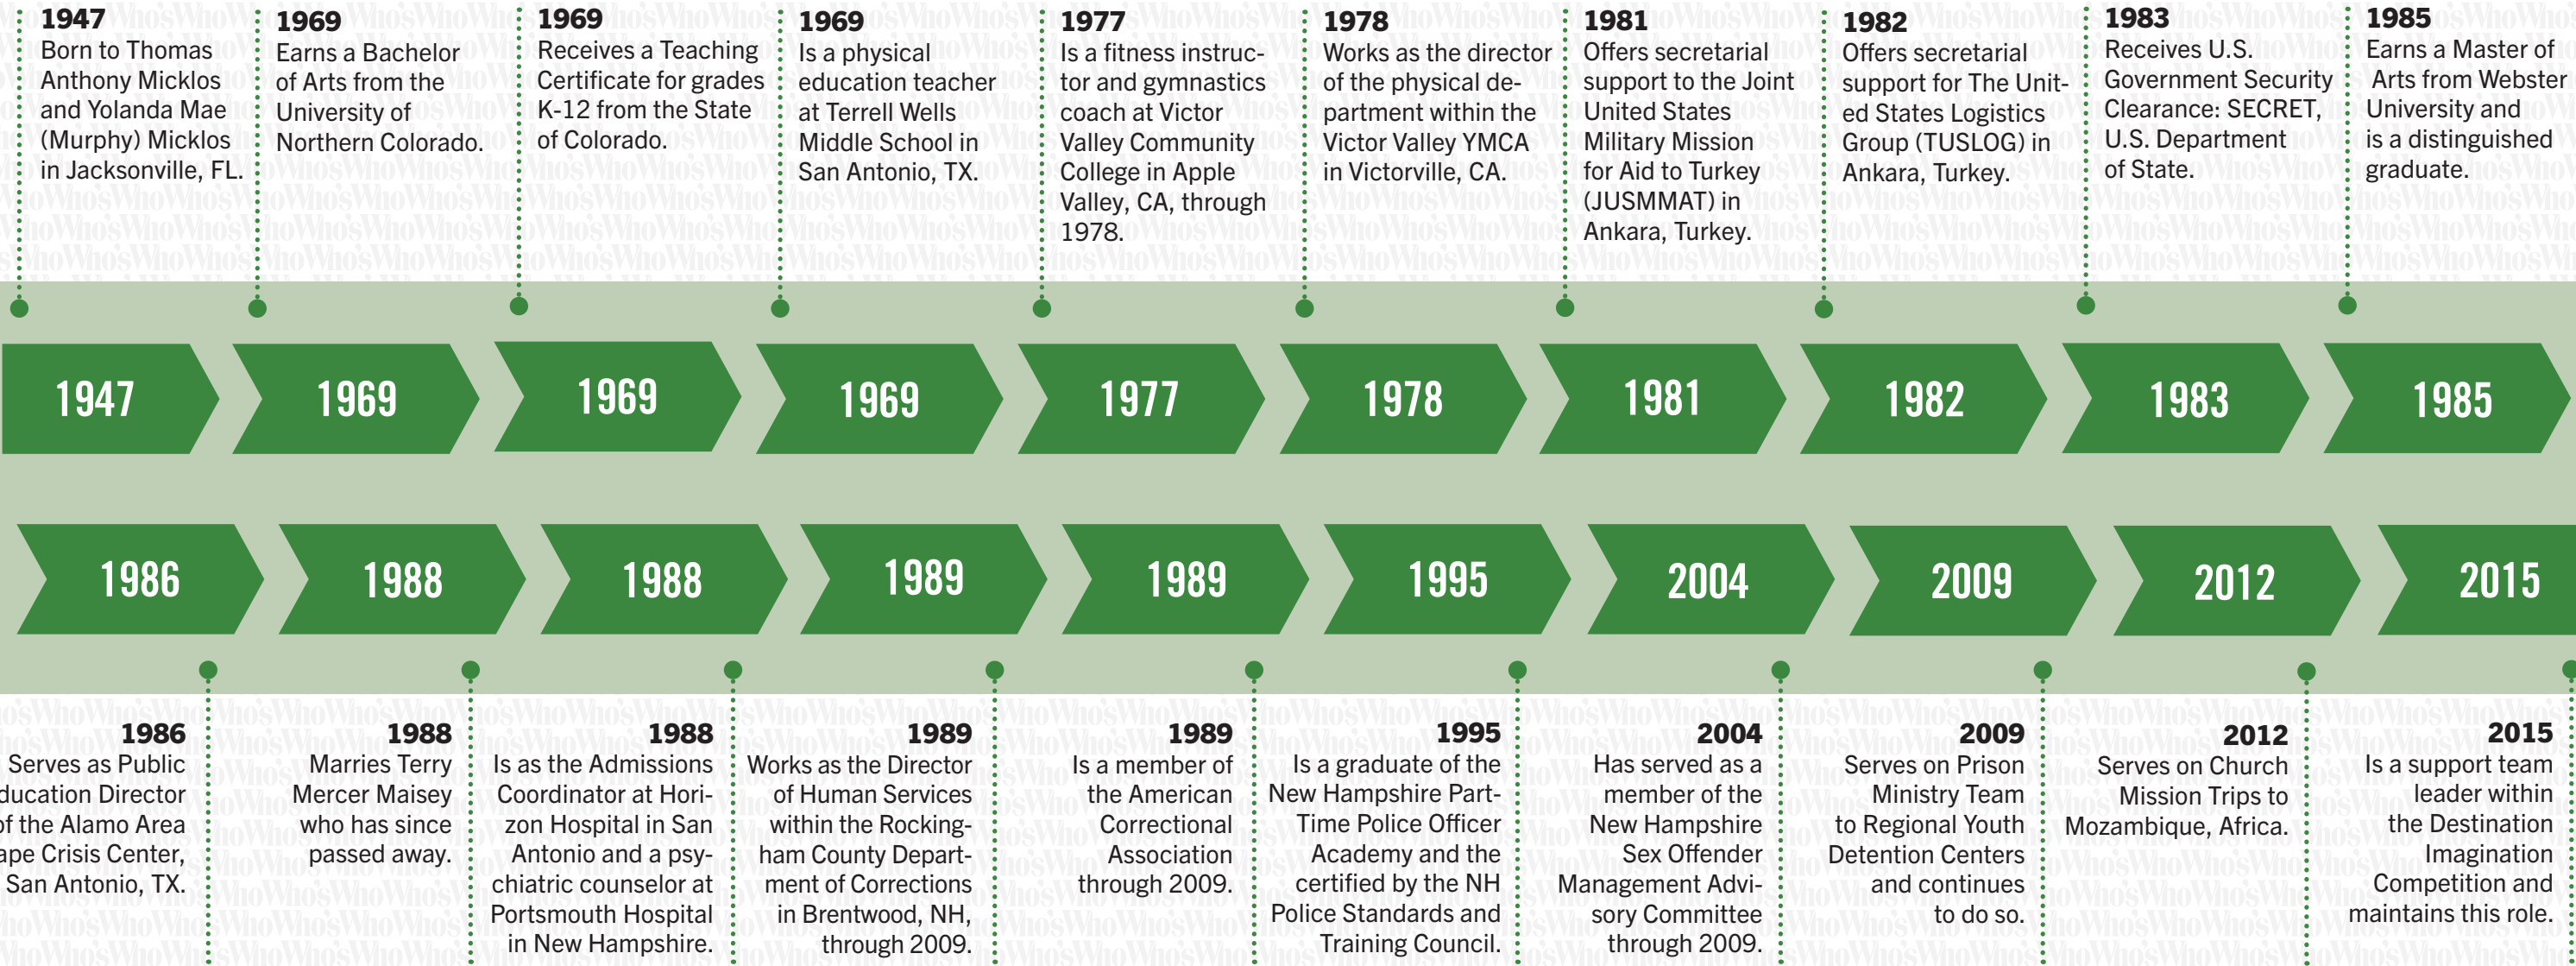 1947
Born to Thomas
Anthony Micklos
and Yolanda Mae
(Murphy) Micklos
in Jacksonville, FL.
1969
Earns a Bachelor
of Arts from the
University of
Northern Colorado.
1969
Receives a Teaching
Certificate for grades
K-12 from the State
of Colorado.
1969
Is a physical
education teacher
at Terrell Wells
Middle School in
San Antonio, TX.
1977
Is a fitness instruc-
tor and gymnastics
coach at Victor
Valley Community
College in Apple
Valley, CA, through
1978.
1978
Works as the director
of the physical de-
partment within the
Victor Valley YMCA
in Victorville, CA.
1981
Offers secretarial
support to the Joint
United States
Military Mission
for Aid to Turkey
(JUSMMAT) in
Ankara, Turkey.
1982
Offers secretarial
support for The Unit-
ed States Logistics
Group (TUSLOG) in
Ankara, Turkey.
1983
Receives U.S.
Government Security
Clearance: SECRET,
U.S. Department
of State.
1985
Earns a Master of
Arts from Webster
University and
is a distinguished
graduate.
1947
1969
1969
1969
1977
1978
1981
1982
1983
1985
1986
1988
1988
1989
1989
1995
2004
2009
2012
2015
1986
Serves as Public
ducation Director
of the Alamo Area
ape Crisis Center,
San Antonio, TX.
1988
Marries Terry
Mercer Maisey
who has since
passed away.
1988
Is as the Admissions
Coordinator at Hori-
zon Hospital in San
Antonio and a psy-
chiatric counselor at
Portsmouth Hospital
in New Hampshire.
1989
Works as the Director
of Human Services
within the Rocking-
ham County Depart-
ment of Corrections
in Brentwood, NH,
through 2009.
1989
Is a member of
the American
Correctional
Association
through 2009.
1995
Is a graduate of the
New Hampshire Part-
Time Police Officer
Academy and the
certified by the NH
Police Standards and
Training Council.
2004
Has served as a
member of the
New Hampshire
Sex Offender
Management Advi-
sory Committee
through 2009.
2009
Serves on Prison
Ministry Team
to Regional Youth
Detention Centers
and continues
to do so.
2012
Serves on Church
Mission Trips to
Mozambique, Africa.
2015
Is a support team
leader within
the Destination
Imagination
Competition and
maintains this role.